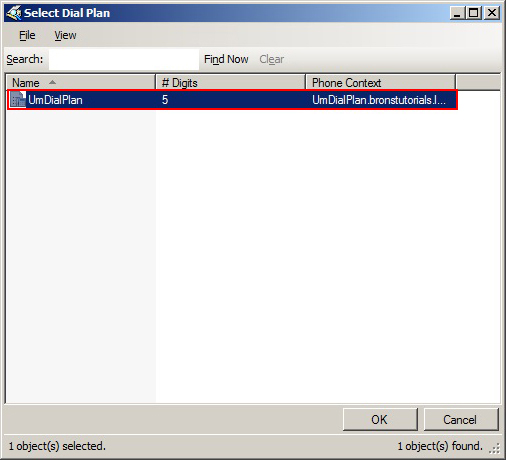 Select Dial Plan
File View
Search: Find Now Clear
Name # Digits Phone Context
UmDialPlan 5 UmDialPlan.bronstutorials.l...
OK Cancel
1 object(s) selected. 1 object(s) found.